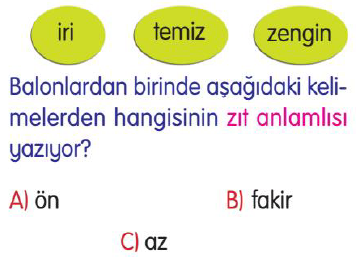 iri temiz zengin
Balonlardan birinde aşağıdaki keli-
melerden hangisinin zıt anlamlısı
yazıyor?
A) ön B) fakir
C) az